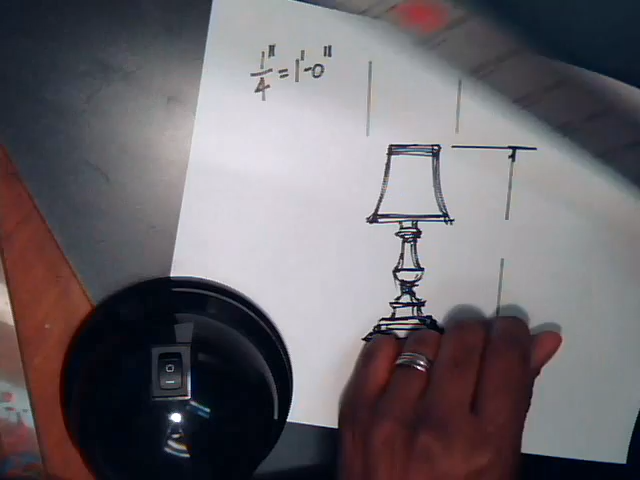 1/4" = 1'-0"